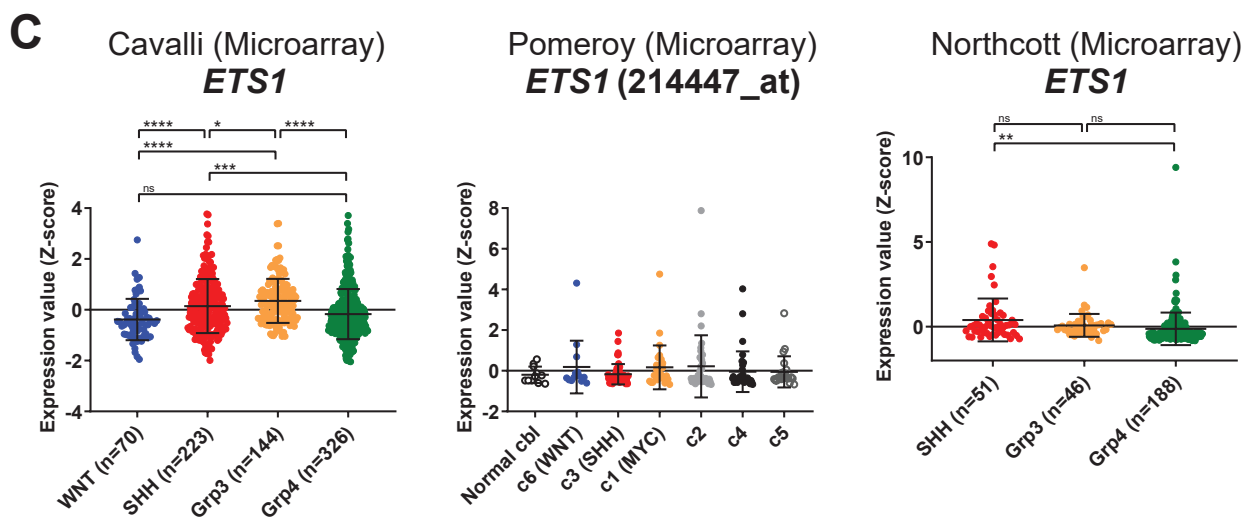 C
Cavalli (Microarray)
ETS1
****
*
****
****
***
ns
Expression value (Z-score)
4
2
0
-2
-4
WNT (n=70)
SHH (n=223)
Grp3 (n=144)
Grp4 (n=326)
Pomeroy (Microarray)
ETS1 (214447_at)
Expression value (Z-score)
8
6
4
2
0
-2
Normal cbl
c6 (WNT)
c3 (SHH)
c1 (MYC)
c2
c4
c5
Northcott (Microarray)
ETS1
ns
ns
**
Expression value (Z-score)
10
5
0
SHH (n=51)
Grp3 (n=46)
Grp4 (n=188)